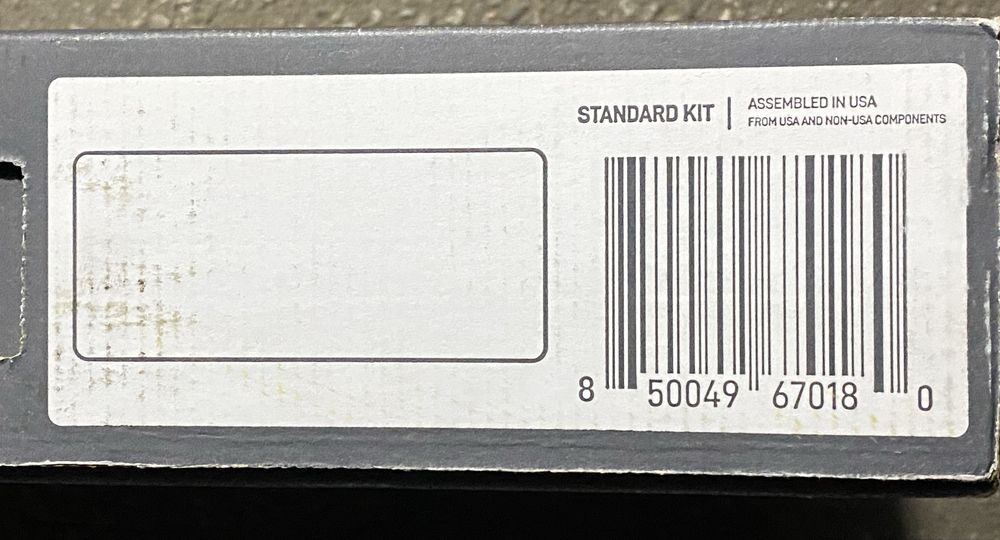 STANDARD KIT | ASSEMBLED IN USA
FROM USA AND NON-USA COMPONENTS
8 50049 67018 0